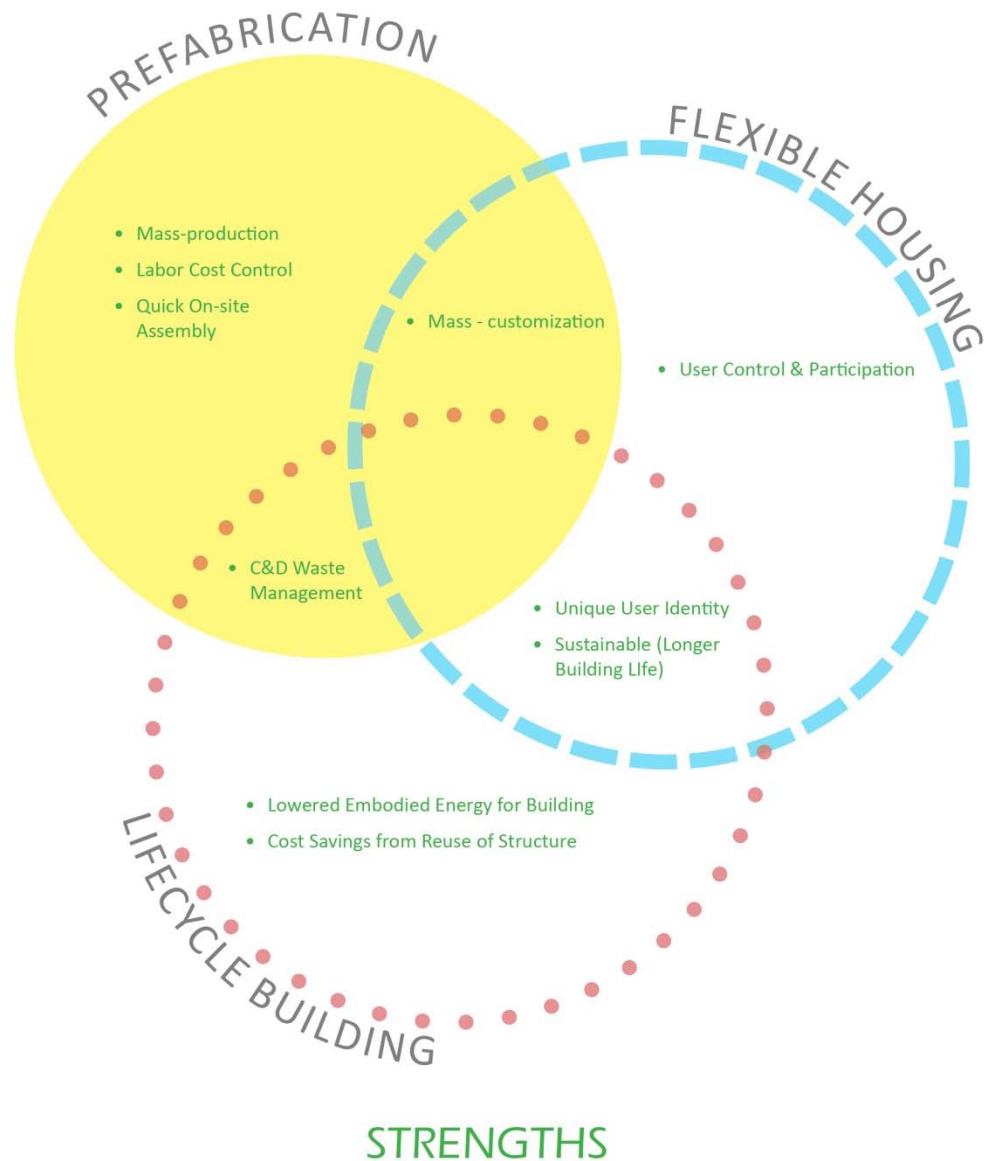 PREFABRICATION
FLEXIBLE HOUSING
• Mass-production
• Labor Cost Control
• Quick On-site
Assembly
• Mass - customization
• User Control & Participation
• C&D Waste
Management
• Unique User Identity
• Sustainable (Longer
Building LIfe)
• Lowered Embodied Energy for Building
• Cost Savings from Reuse of Structure
LIFECYCLE BUILDING
STRENGTHS